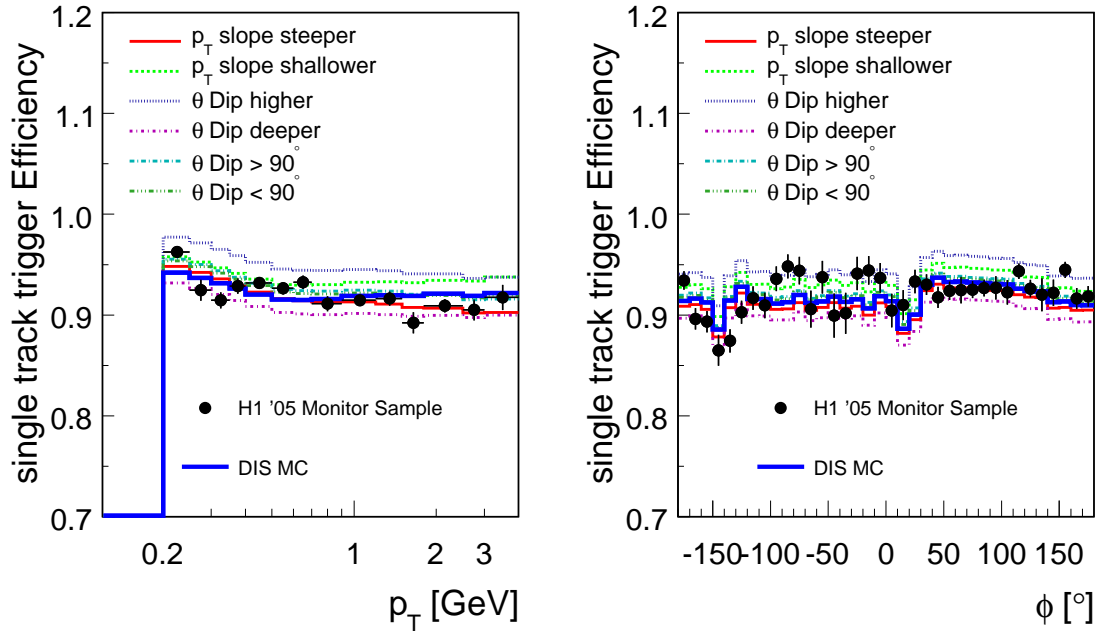 single track trigger Efficiency
1.2
1.1
1.0
0.9
0.8
0.7
p_T slope steeper
p_T slope shallower
θ Dip higher
θ Dip deeper
θ Dip > 90°
θ Dip < 90°
H1 '05 Monitor Sample
DIS MC
0.2 1 2 3
p_T [GeV]
single track trigger Efficiency
1.2
1.1
1.0
0.9
0.8
0.7
p_T slope steeper
p_T slope shallower
θ Dip higher
θ Dip deeper
θ Dip > 90°
θ Dip < 90°
H1 '05 Monitor Sample
DIS MC
-150 -100 -50 0 50 100 150
ϕ [°]